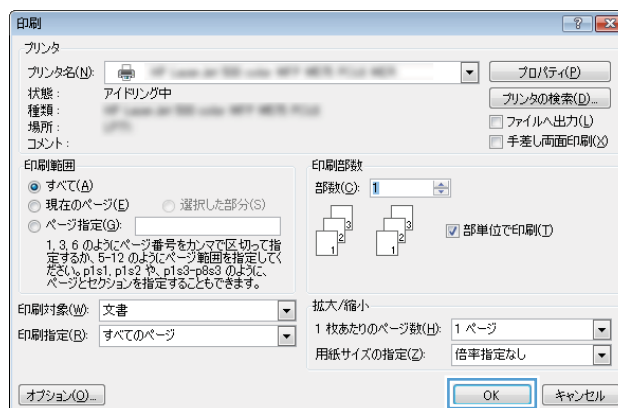 印刷
プリンタ
プリンタ名(N):
プロパティ(P)
状態： アイドリング中
プリンタの検索(D)...
種類：
場所：
ファイルへ出力(L)
コメント：
手差し両面印刷(X)
印刷範囲
すべて(A)
現在のページ(E) 選択した部分(S)
ページ指定(G):
1, 3, 6 のようにページ番号をカンマで区切って指
定するか、5-12 のようにページ範囲を指定してく
ださい。p1s1, p1s2 や、p1s3-p8s3 のように、
ページとセクションを指定することもできます。
印刷部数
部数(C): 1
1 2 3 1 2 3
部単位で印刷(T)
印刷対象(W): 文書
印刷指定(R): すべてのページ
拡大/縮小
1 枚あたりのページ数(H): 1 ページ
用紙サイズの指定(Z): 倍率指定なし
オプション(O)...
OK キャンセル